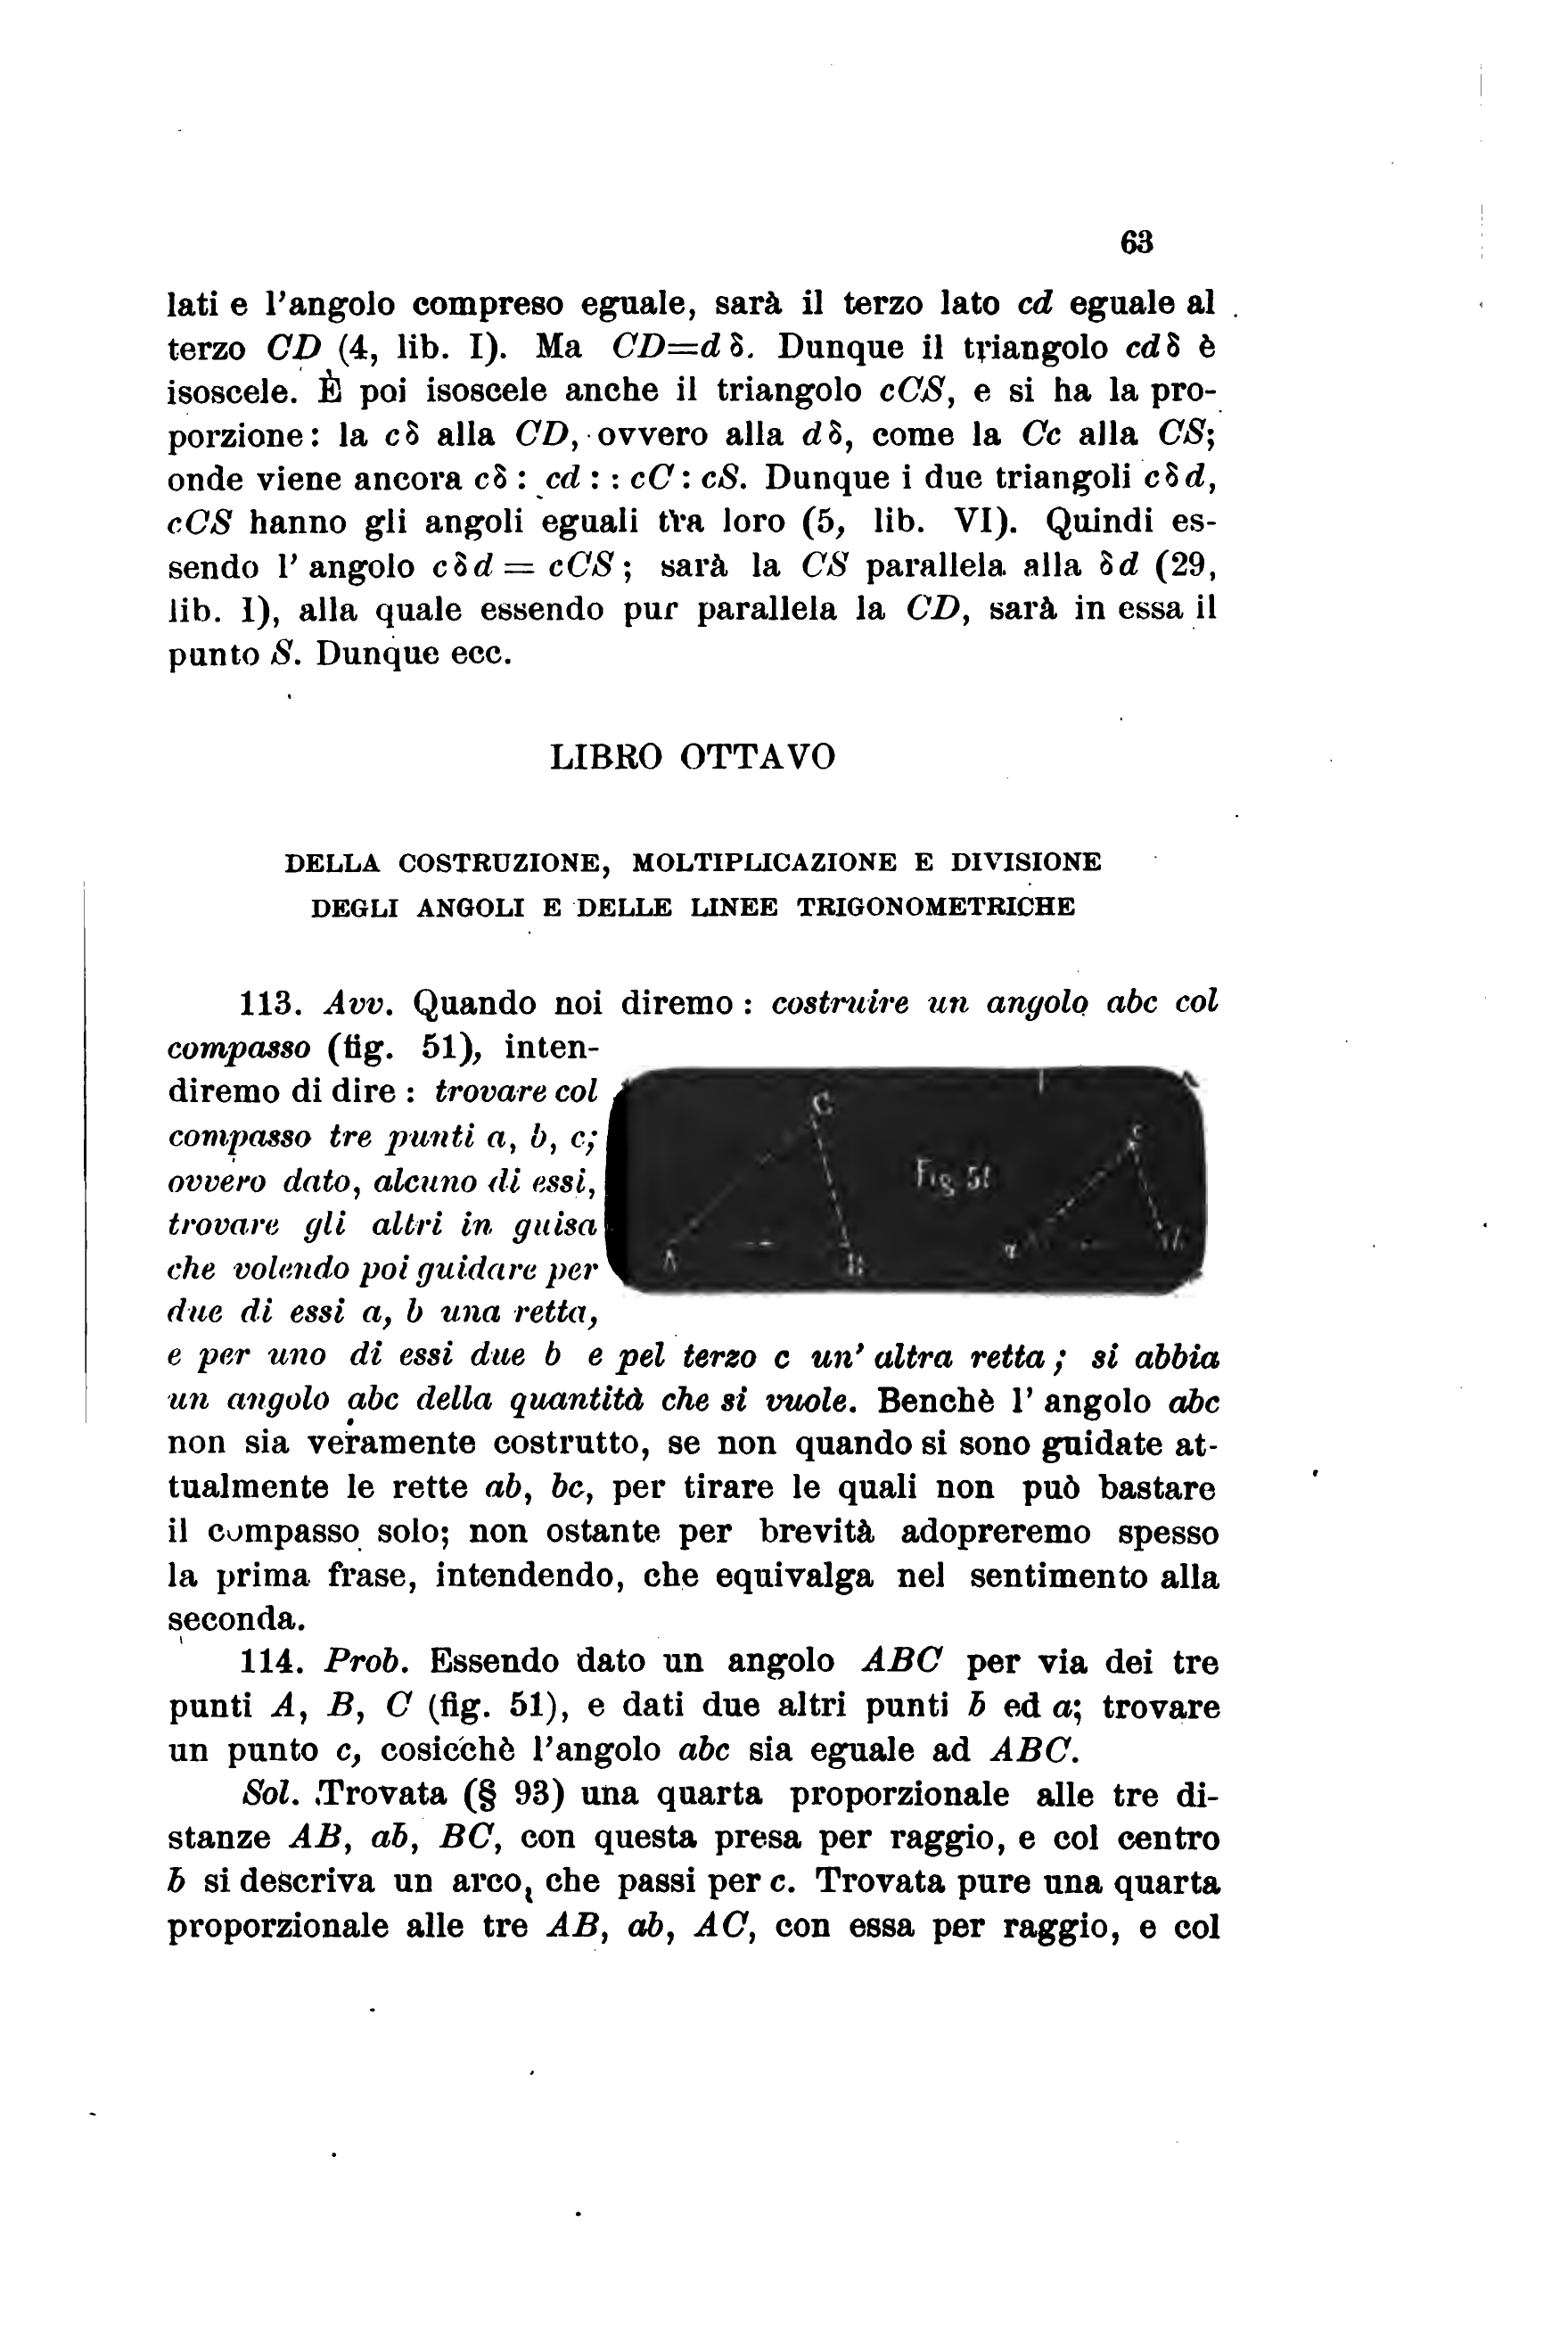 63
lati e l'angolo compreso eguale, sarà il terzo lato cd eguale al
terzo CD (4, lib. I). Ma CD=dδ. Dunque il triangolo cdδ è
isoscele. È poi isoscele anche il triangolo cCS, e si ha la pro-
porzione: la cδ alla CD, ovvero alla dδ, come la Cc alla CS;
onde viene ancora cδ : cd : : cC : cS. Dunque i due triangoli cδd,
cCS hanno gli angoli eguali tra loro (5, lib. VI). Quindi es-
sendo l' angolo cδd = cCS; sarà la CS parallela alla δd (29,
lib. I), alla quale essendo pur parallela la CD, sarà in essa il
punto S. Dunque ecc.
LIBRO OTTAVO
DELLA COSTRUZIONE, MOLTIPLICAZIONE E DIVISIONE
DEGLI ANGOLI E DELLE LINEE TRIGONOMETRICHE
113. Avv. Quando noi diremo : costruire un angolo abc col
compasso (fig. 51), inten-
diremo di dire : trovare col
compasso tre punti a, b, c;
ovvero dato, alcuno di essi,
trovare gli altri in guisa
che volendo poi guidare per
due di essi a, b una retta,
C
c
Fig 51
A
B
a
b
e per uno di essi due b e pel terzo c un' altra retta ; si abbia
un angolo abc della quantità che si vuole. Benchè l' angolo abc
non sia veramente costrutto, se non quando si sono guidate at-
tualmente le rette ab, bc, per tirare le quali non può bastare
il compasso solo; non ostante per brevità adopreremo spesso
la prima frase, intendendo, che equivalga nel sentimento alla
seconda.
114. Prob. Essendo dato un angolo ABC per via dei tre
punti A, B, C (fig. 51), e dati due altri punti b ed a; trovare
un punto c, cosicchè l'angolo abc sia eguale ad ABC.
Sol. Trovata (§ 93) una quarta proporzionale alle tre di-
stanze AB, ab, BC, con questa presa per raggio, e col centro
b si descriva un arco, che passi per c. Trovata pure una quarta
proporzionale alle tre AB, ab, AC, con essa per raggio, e col